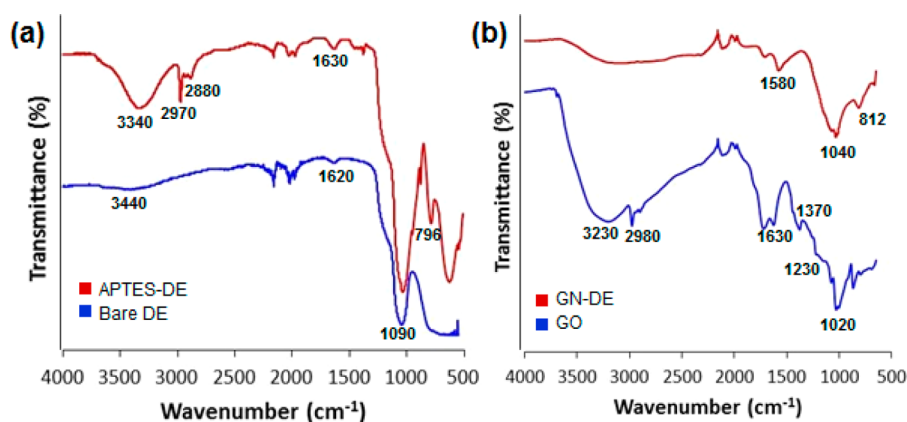 (a)
Transmittance (%)
3340
2970
2880
1630
3440
1620
796
1090
APTES-DE
Bare DE
4000 3500 3000 2500 2000 1500 1000 500
Wavenumber (cm-1)
(b)
Transmittance (%)
1580
812
1040
3230
2980
1630
1370
1230
1020
GN-DE
GO
4000 3500 3000 2500 2000 1500 1000 500
Wavenumber (cm-1)